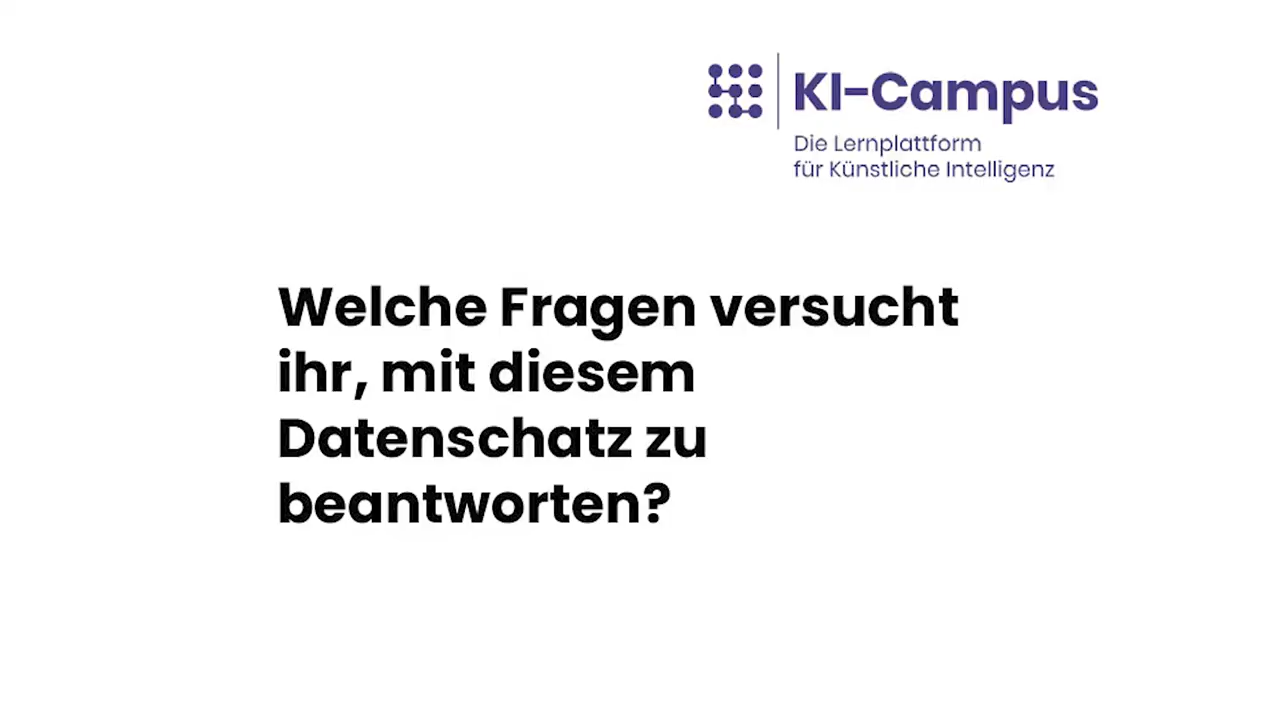 KI-Campus
Die Lernplattform
für Künstliche Intelligenz
Welche Fragen versucht
ihr, mit diesem
Datenschatz zu
beantworten?